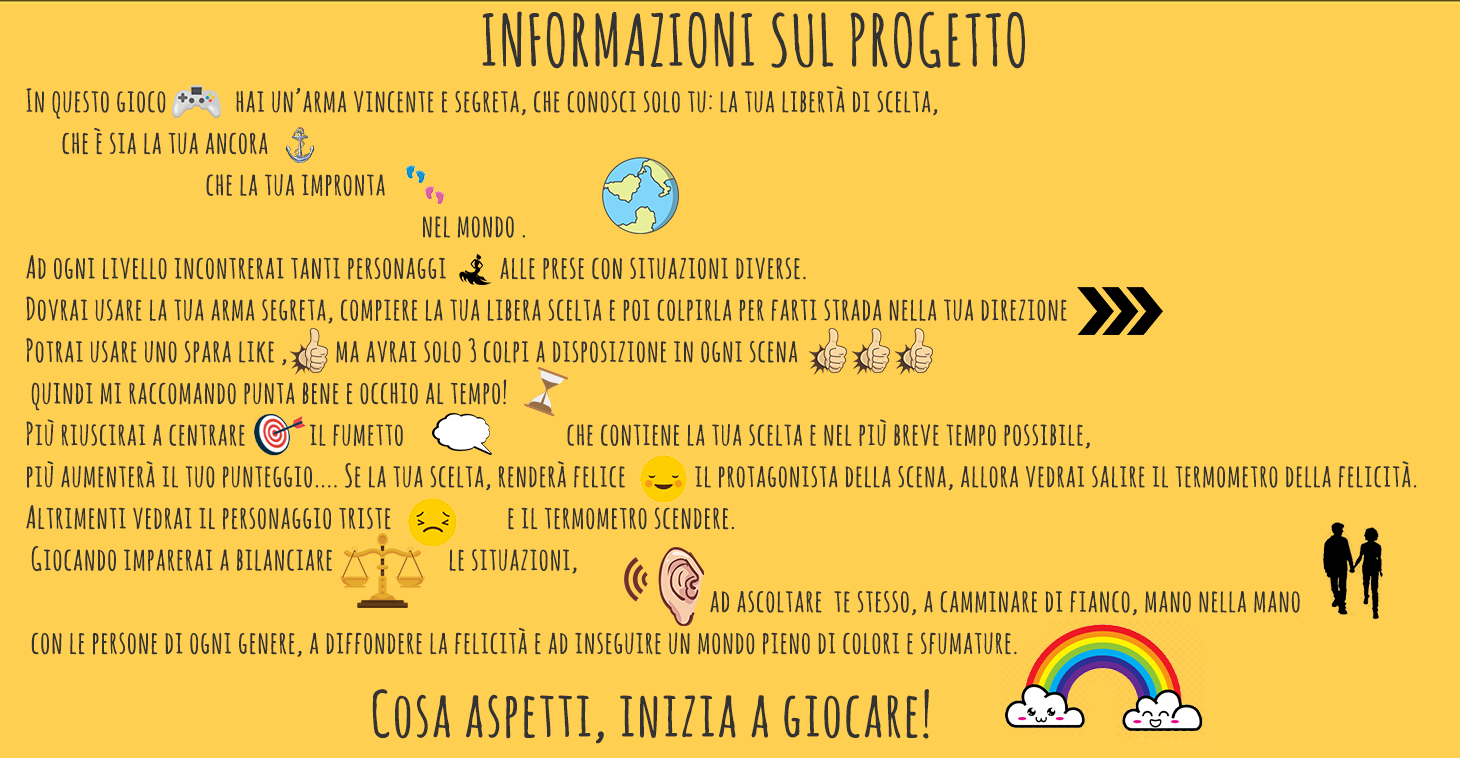 INFORMAZIONI SUL PROGETTO
In questo gioco hai un'arma vincente e segreta, che conosci solo tu: la tua libertà di scelta,
che è sia la tua ancora
che la tua impronta
nel mondo .
Ad ogni livello incontrerai tanti personaggi alle prese con situazioni diverse.
Dovrai usare la tua arma segreta, compiere la tua libera scelta e poi colpirla per farti strada nella tua direzione
Potrai usare uno spara like , ma avrai solo 3 colpi a disposizione in ogni scena
quindi mi raccomando punta bene e occhio al tempo!
Più riuscirai a centrare il fumetto che contiene la tua scelta e nel più breve tempo possibile,
più aumenterà il tuo punteggio.... Se la tua scelta, renderà felice il protagonista della scena, allora vedrai salire il termometro della felicità.
Altrimenti vedrai il personaggio triste e il termometro scendere.
Giocando imparerai a bilanciare le situazioni,
ad ascoltare te stesso, a camminare di fianco, mano nella mano
con le persone di ogni genere, a diffondere la felicità e ad inseguire un mondo pieno di colori e sfumature.
Cosa aspetti, inizia a giocare!